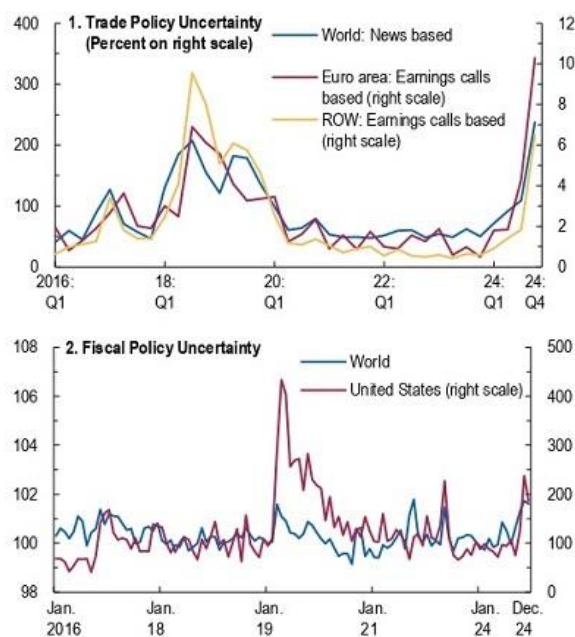 1. Trade Policy Uncertainty
(Percent on right scale)
World: News based
Euro area: Earnings calls
based (right scale)
ROW: Earnings calls based
(right scale)
400
300
200
100
0
12
10
8
6
4
2
0
2016:
Q1
18:
Q1
20:
Q1
22:
Q1
24:
Q1
24:
Q4
2. Fiscal Policy Uncertainty
World
United States (right scale)
108
106
104
102
100
98
500
400
300
200
100
0
Jan.
2016
Jan.
18
Jan.
19
Jan.
21
Jan.
24
Dec.
24